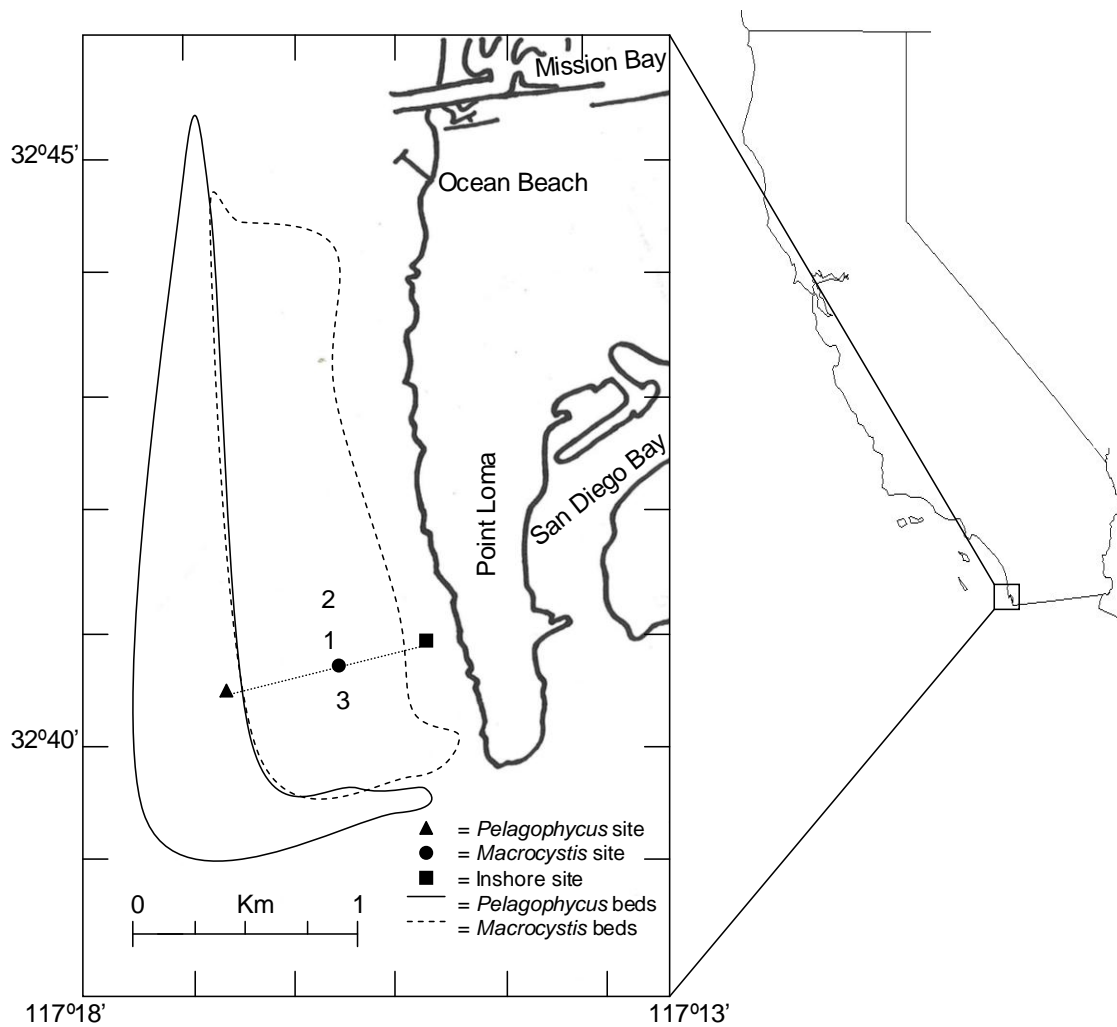 Mission Bay
32º45'
Ocean Beach
Point Loma
San Diego Bay
2
1
3
32º40'
= Pelagophycus site
= Macrocystis site
= Inshore site
= Pelagophycus beds
= Macrocystis beds
0 Km 1
117º18' 117º13'